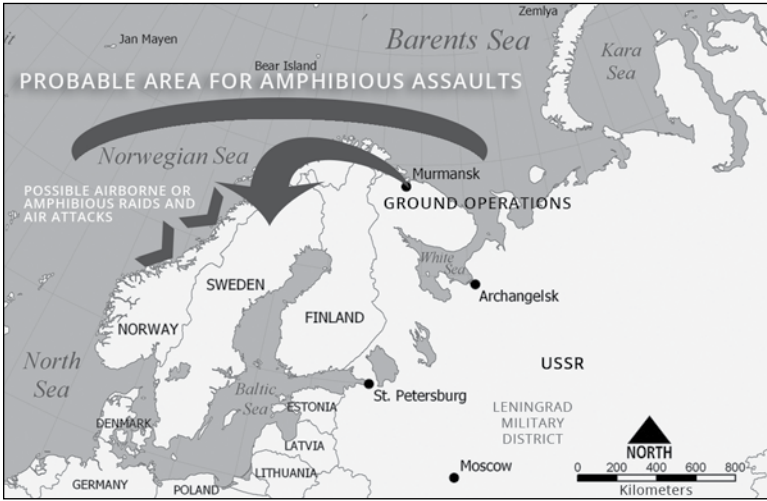 Zemlya
Jan Mayen
Barents Sea
Kara
Sea
Bear Island
PROBABLE AREA FOR AMPHIBIOUS ASSAULTS
Norwegian Sea
Murmansk
POSSIBLE AIRBORNE OR
AMPHIBIOUS RAIDS AND
AIR ATTACKS
GROUND OPERATIONS
White
Sea
SWEDEN
Archangelsk
FINLAND
NORWAY
North
Sea
USSR
Baltic
Sea
St. Petersburg
ESTONIA
LENINGRAD
MILITARY
DISTRICT
DENMARK
LATVIA
NORTH
LITHUANIA
Moscow
0 200 400 600 800
Kilometers
GERMANY
POLAND